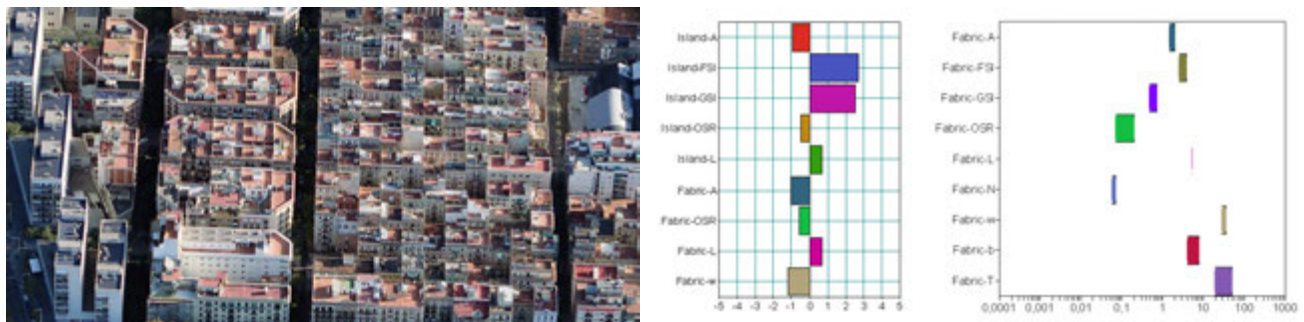 Island-A
Island-FSI
Island-GSI
Island-OSR
Island-L
Fabric-A
Fabric-OSR
Fabric-L
Fabric-w
-5 -4 -3 -2 -1 0 1 2 3 4 5
Fabric-A
Fabric-FSI
Fabric-GSI
Fabric-OSR
Fabric-L
Fabric-N
Fabric-w
Fabric-b
Fabric-T
0,0001 0,001 0,01 0,1 1 10 100 1000